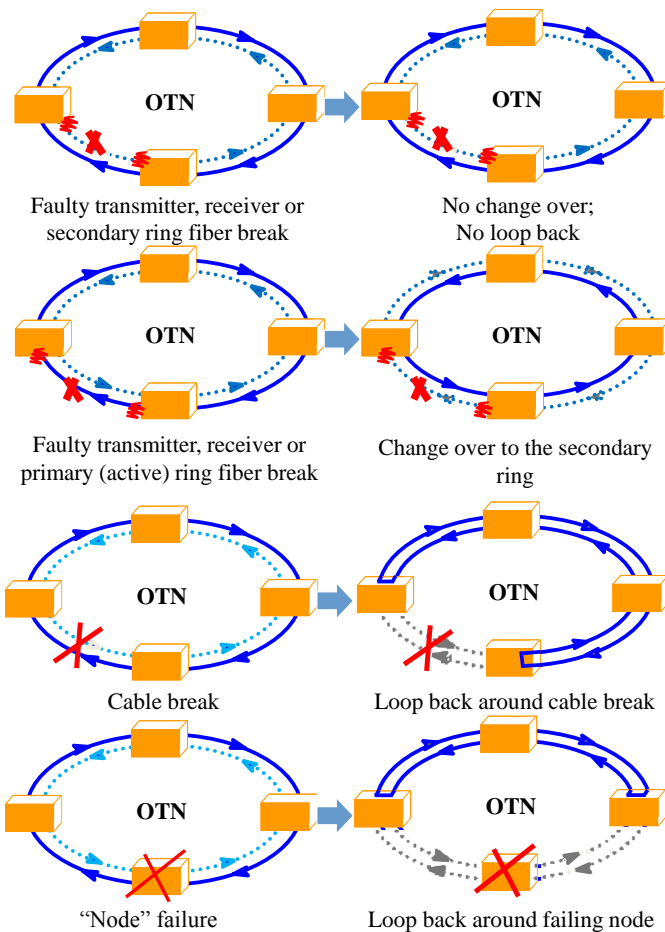 OTN
OTN
Faulty transmitter, receiver or
secondary ring fiber break
No change over;
No loop back
OTN
OTN
Faulty transmitter, receiver or
primary (active) ring fiber break
Change over to the secondary
ring
OTN
OTN
Cable break
Loop back around cable break
OTN
OTN
“Node” failure
Loop back around failing node